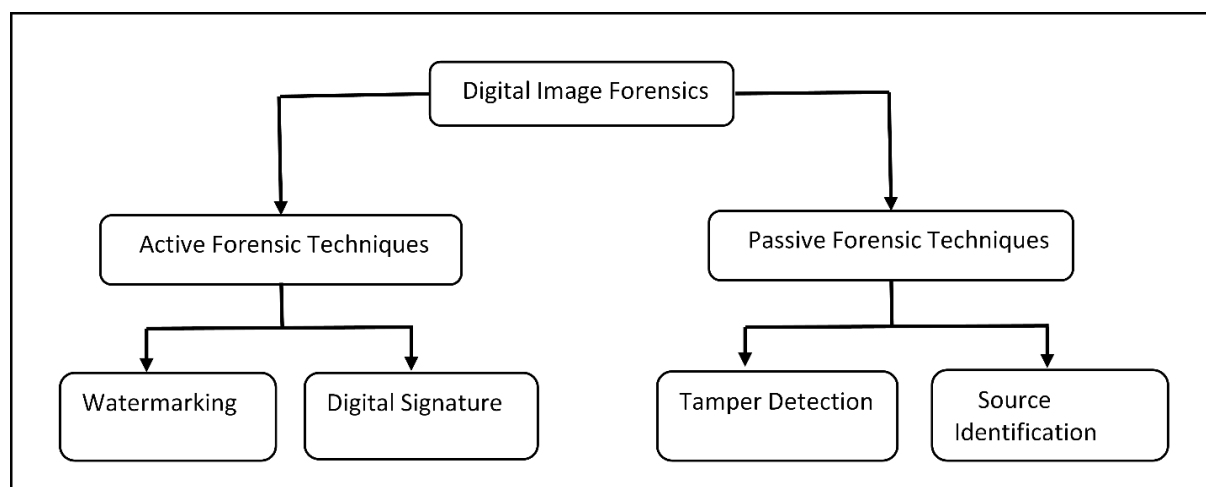 Digital Image Forensics
Active Forensic Techniques
Passive Forensic Techniques
Watermarking
Digital Signature
Tamper Detection
Source
Identification